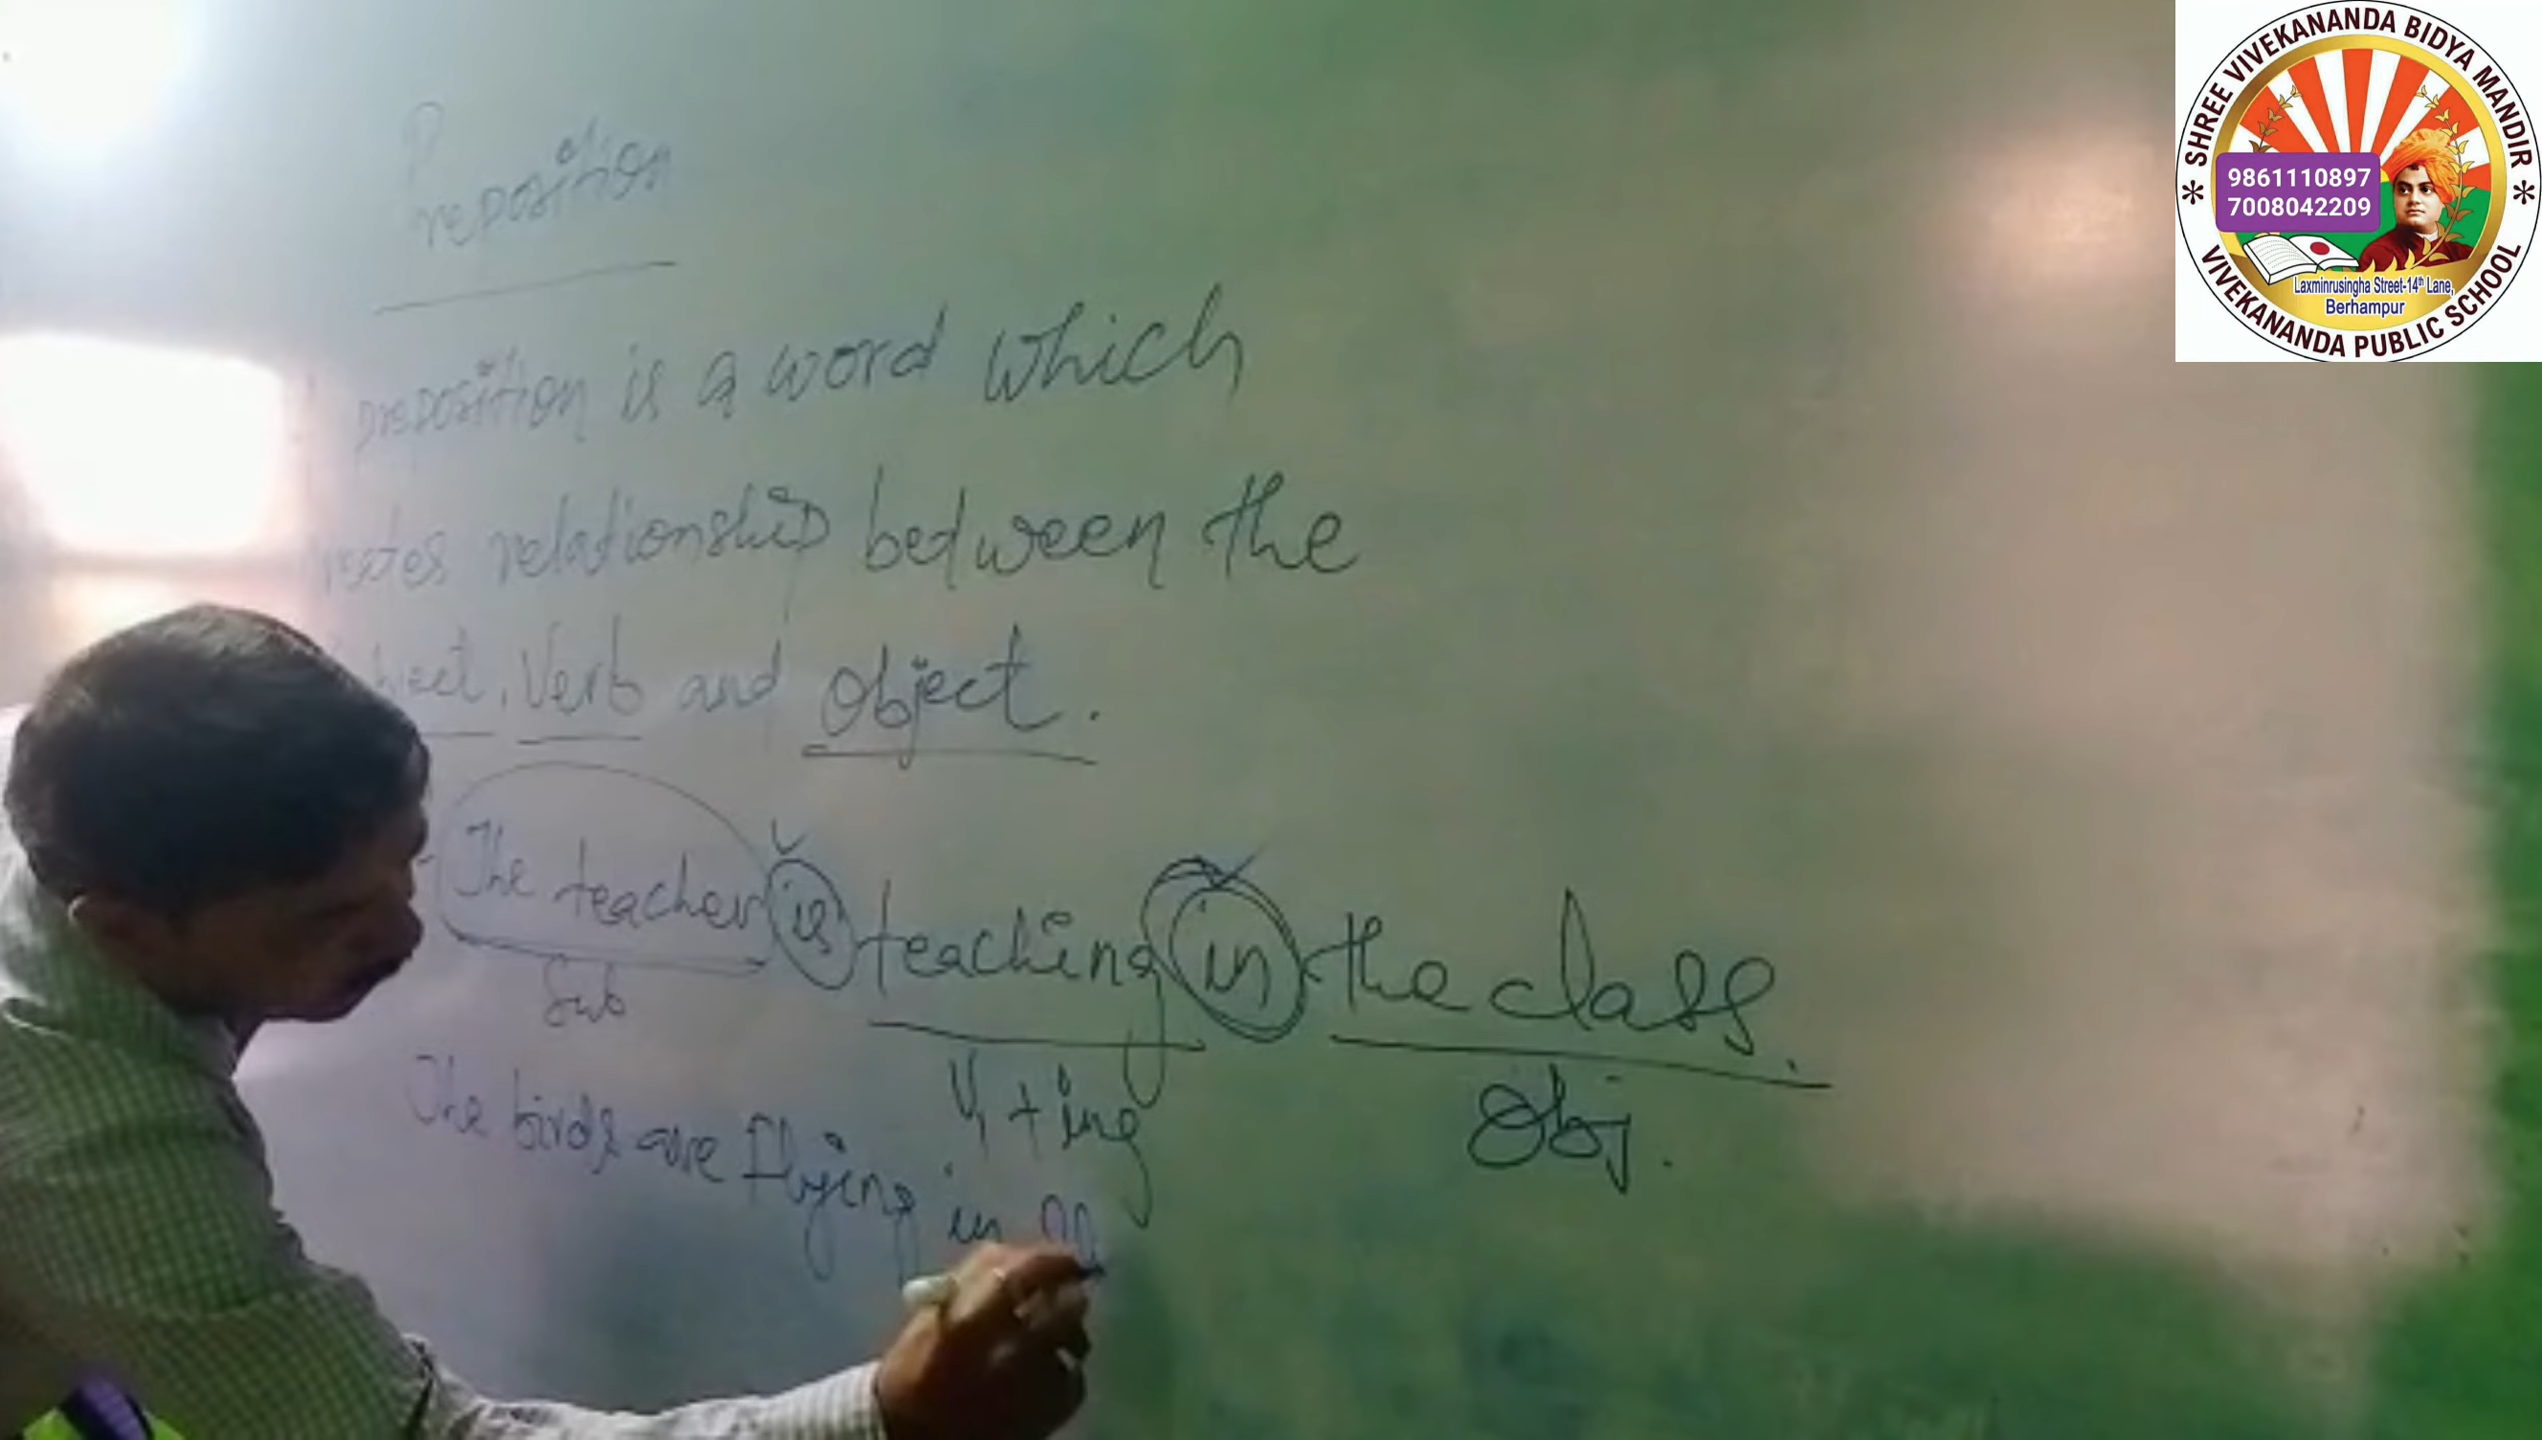 Preposition
preposition is a word which
relationship between the
Verb and object.
The teacher is teaching in the class.
Sub
V1 + ing
Obj.
The birds are flying in
SHREE VIVEKANANDA BIDYA MANDIR
9861110897
7008042209
Laxminrusingha Street-14th Lane,
Berhampur
VIVEKANANDA PUBLIC SCHOOL